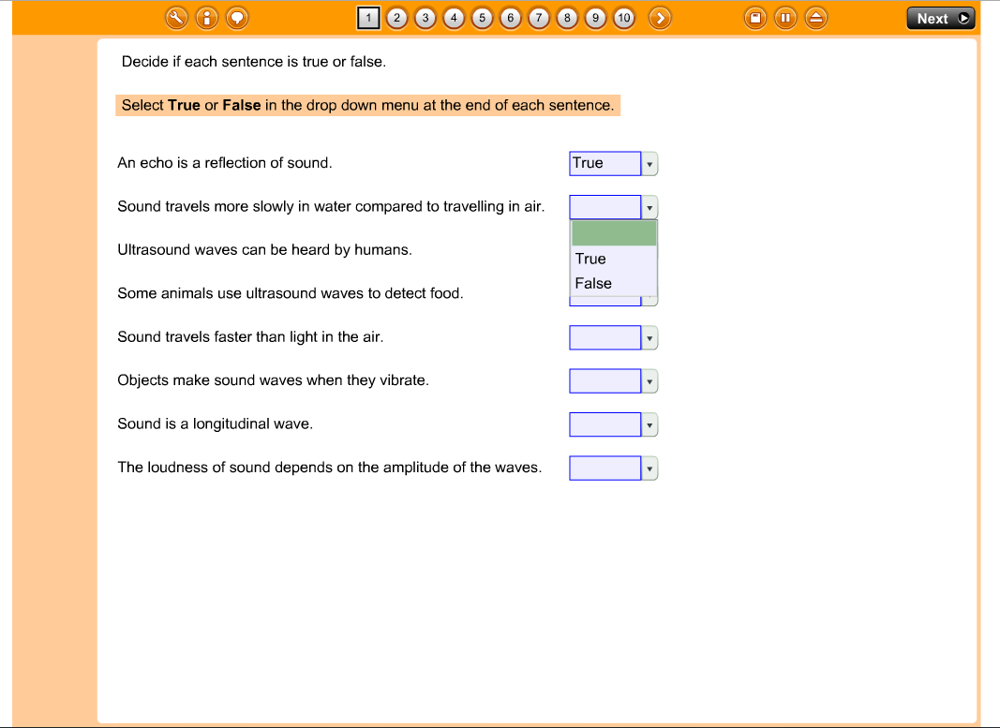 1 2 3 4 5 6 7 8 9 10 Next
Decide if each sentence is true or false.
Select True or False in the drop down menu at the end of each sentence.
An echo is a reflection of sound. True
Sound travels more slowly in water compared to travelling in air.
Ultrasound waves can be heard by humans.
True
False
Some animals use ultrasound waves to detect food.
Sound travels faster than light in the air.
Objects make sound waves when they vibrate.
Sound is a longitudinal wave.
The loudness of sound depends on the amplitude of the waves.